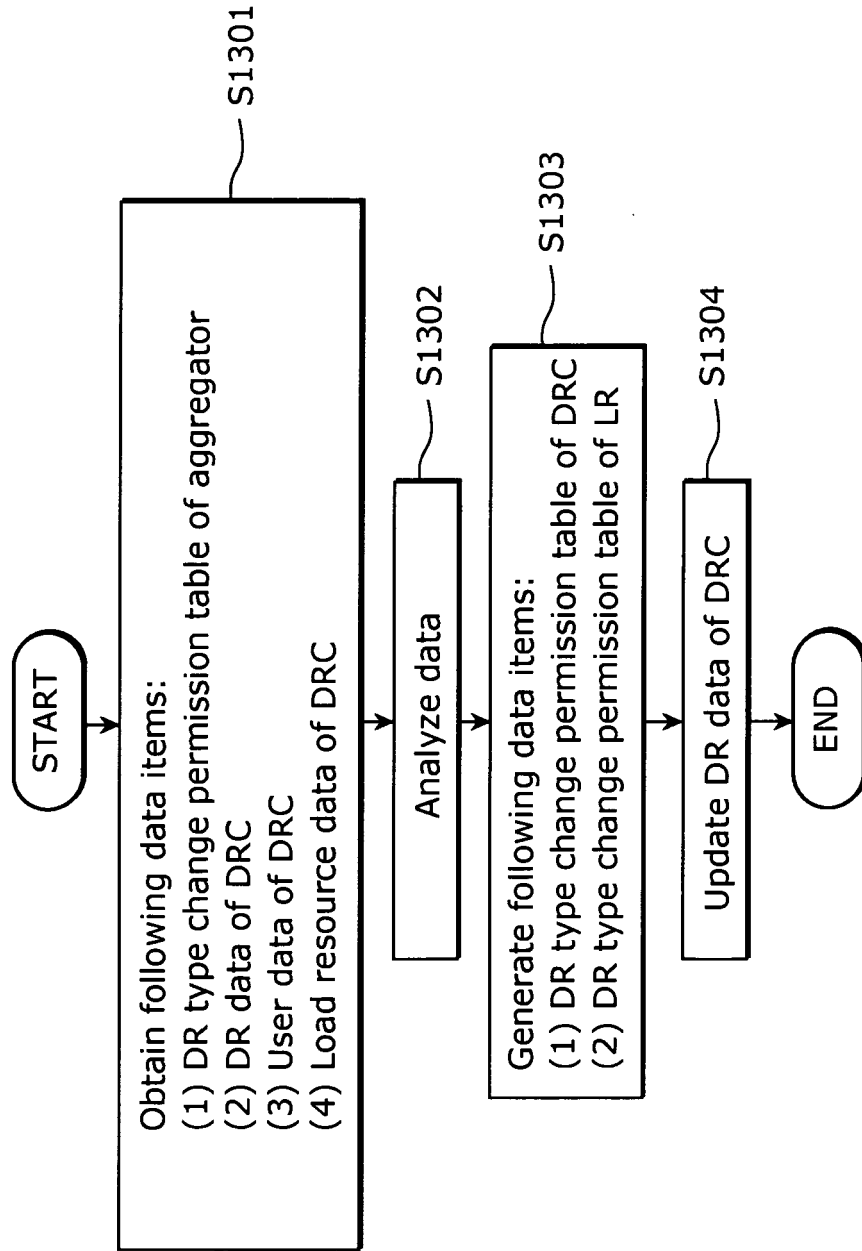 START
Obtain following data items:
(1) DR type change permission table of aggregator
(2) DR data of DRC
(3) User data of DRC
(4) Load resource data of DRC
S1301
Analyze data
S1302
Generate following data items:
(1) DR type change permission table of DRC
(2) DR type change permission table of LR
S1303
Update DR data of DRC
S1304
END